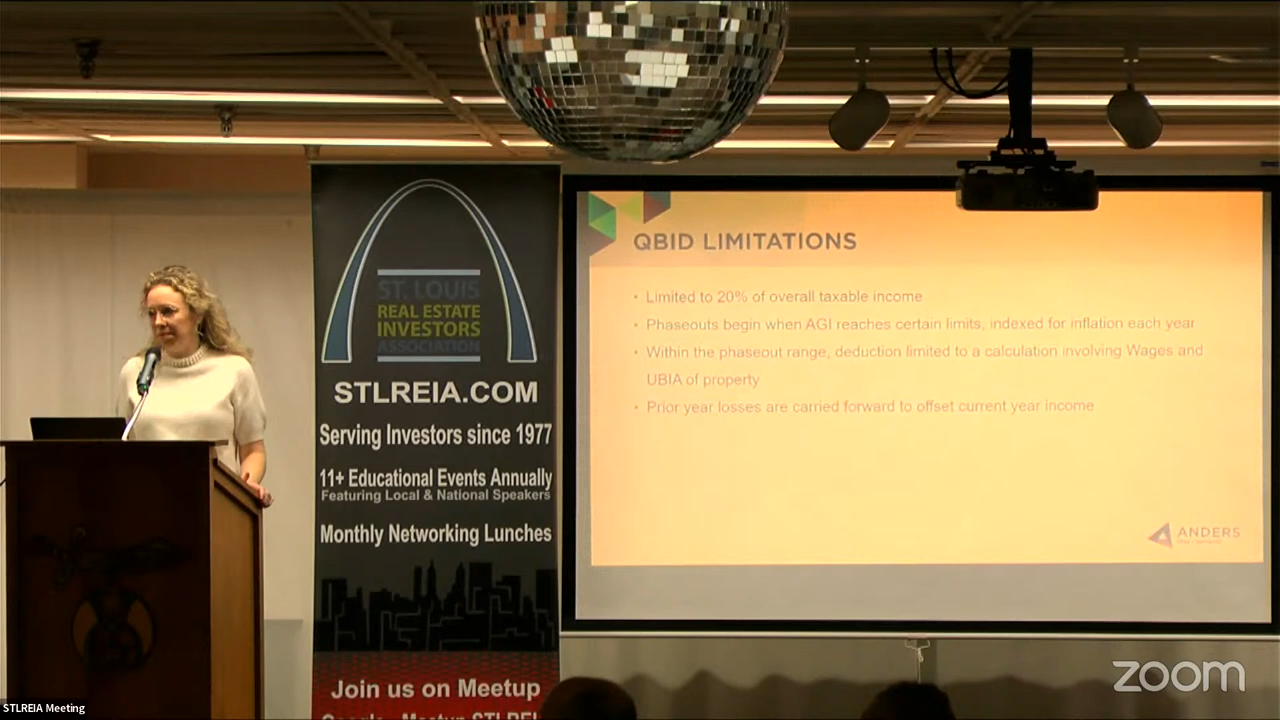 ST. LOUIS
REAL ESTATE
INVESTORS
ASSOCIATION
STLREIA.COM
Serving Investors since 1977
11+ Educational Events Annually
Featuring Local & National Speakers
Monthly Networking Lunches
Join us on Meetup
QBID LIMITATIONS
• Limited to 20% of overall taxable income
• Phaseouts begin when AGI reaches certain limits, indexed for inflation each year
• Within the phaseout range, deduction limited to a calculation involving Wages and
UBIA of property
• Prior year losses are carried forward to offset current year income
ANDERS
zoom
STLREIA Meeting